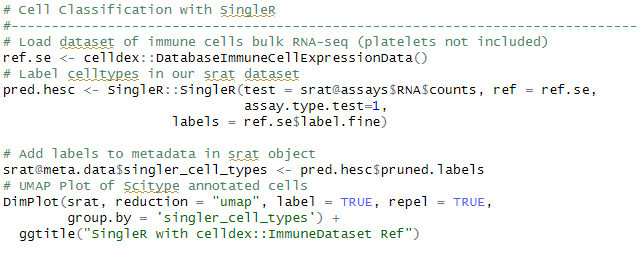 # Cell Classification with SingleR
#-------------------------------------------------------------------------------
# Load dataset of immune cells bulk RNA-seq (platelets not included)
ref.se <- celldex::DatabaseImmuneCellExpressionData()
# Label celltypes in our srat dataset
pred.hesc <- SingleR::SingleR(test = srat@assays$RNA$counts, ref = ref.se,
                              assay.type.test=1,
                     labels = ref.se$label.fine)

# Add labels to metadata in srat object
srat@meta.data$singler_cell_types <- pred.hesc$pruned.labels
# UMAP Plot of Scitype annotated cells
DimPlot(srat, reduction = "umap", label = TRUE, repel = TRUE,
        group.by = 'singler_cell_types') +
  ggtitle("SingleR with celldex::ImmuneDataset Ref")